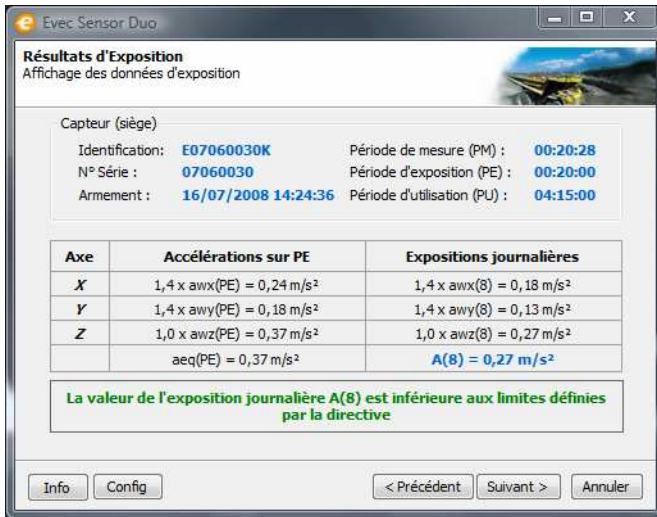 Evec Sensor Duo
Résultats d'Exposition
Affichage des données d'exposition
Capteur (siège)
Identification: E07060030K Période de mesure (PM) : 00:20:28
N° Série : 07060030 Période d'exposition (PE) : 00:20:00
Armement : 16/07/2008 14:24:36 Période d'utilisation (PU) : 04:15:00
Axe Accélérations sur PE Expositions journalières
X 1,4 x awx(PE) = 0,24 m/s² 1,4 x awx(8) = 0,18 m/s²
Y 1,4 x awy(PE) = 0,18 m/s² 1,4 x awy(8) = 0,13 m/s²
Z 1,0 x awz(PE) = 0,37 m/s² 1,0 x awz(8) = 0,27 m/s²
aeq(PE) = 0,37 m/s² A(8) = 0,27 m/s²
La valeur de l'exposition journalière A(8) est inférieure aux limites définies
par la directive
Info Config < Précédent Suivant > Annuler